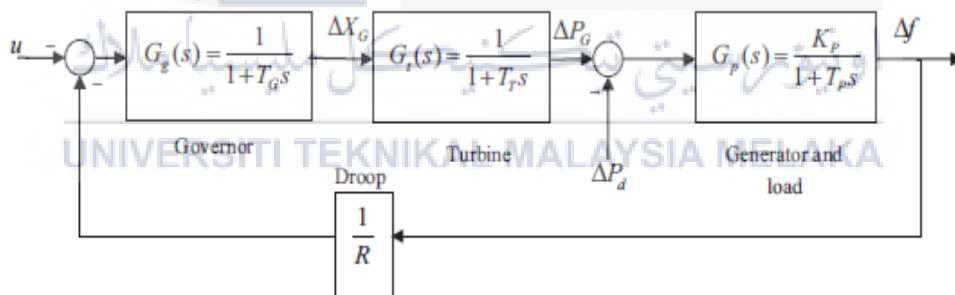 u
−
−
G_g(s) = 1/(1+T_G s)
ΔX_G
G_t(s) = 1/(1+T_T s)
ΔP_G
−
G_p(s) = K_P/(1+T_P s)
Δf
Governor
Turbine
Generator and
load
UNIVERSITI TEKNIKAL MALAYSIA MELAKA
ΔP_d
Droop
1/R